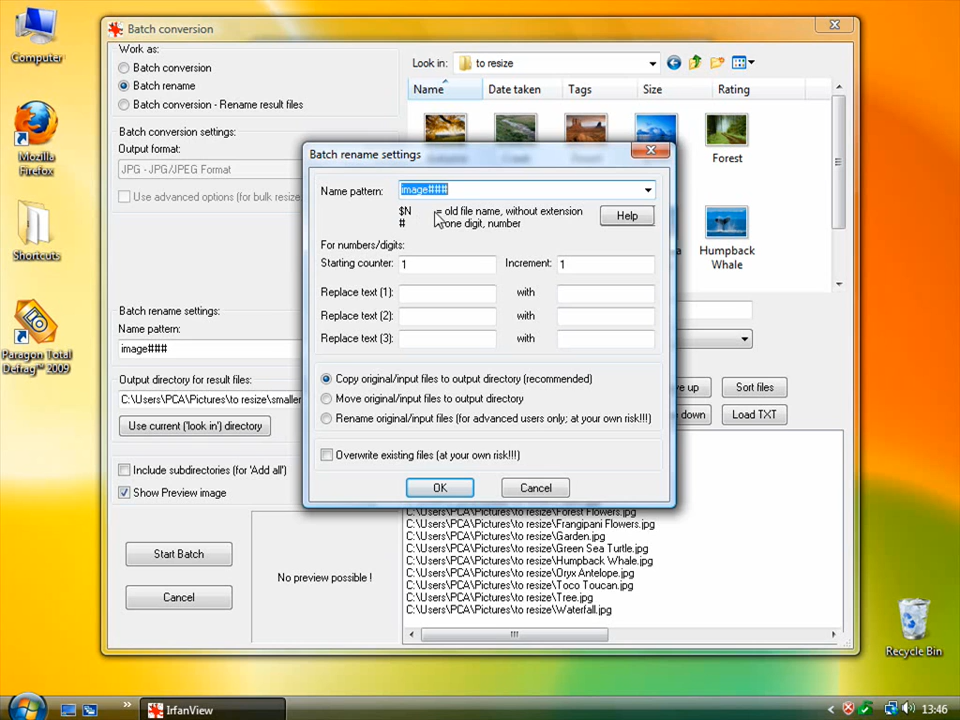 Computer
Mozilla
Firefox
Shortcuts
Paragon Total
Defrag™ 2009
Recycle Bin
Batch conversion
Work as:
Batch conversion
Batch rename
Batch conversion - Rename result files
Batch conversion settings:
Output format:
JPG - JPG/JPEG Format
Use advanced options (for bulk resize
Batch rename settings:
Name pattern:
image###
Output directory for result files:
C:\Users\PCA\Pictures\to resize\smaller
Use current ('look in') directory
Include subdirectories (for 'Add all')
Show Preview image
Start Batch
Cancel
No preview possible !
Look in:
to resize
Name
Date taken
Tags
Size
Rating
Forest
Humpback
Whale
Sort files
down
Load TXT
Batch rename settings
Name pattern:
image###
$N = old file name, without extension
# one digit, number
Help
For numbers/digits:
Starting counter: 1
Increment: 1
Replace text (1): with
Replace text (2): with
Replace text (3): with
Copy original/input files to output directory (recommended)
Move original/input files to output directory
Rename original/input files (for advanced users only; at your own risk!!!)
Overwrite existing files (at your own risk!!!)
OK
Cancel
C:\Users\PCA\Pictures\to resize\Forest Flowers.jpg
C:\Users\PCA\Pictures\to resize\Frangipani Flowers.jpg
C:\Users\PCA\Pictures\to resize\Garden.jpg
C:\Users\PCA\Pictures\to resize\Green Sea Turtle.jpg
C:\Users\PCA\Pictures\to resize\Humpback Whale.jpg
C:\Users\PCA\Pictures\to resize\Oryx Antelope.jpg
C:\Users\PCA\Pictures\to resize\Toco Toucan.jpg
C:\Users\PCA\Pictures\to resize\Tree.jpg
C:\Users\PCA\Pictures\to resize\Waterfall.jpg
IrfanView
13:46